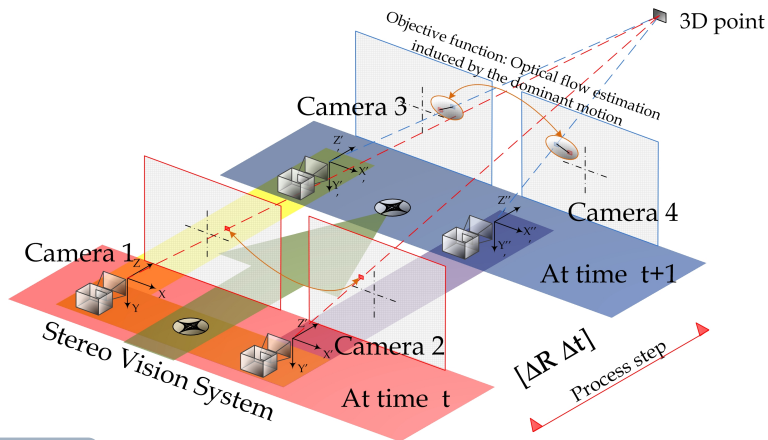 Objective function: Optical flow estimation
induced by the dominant motion
3D point
Camera 3
Z'
X'
Y'
Camera 4
Z''
X''
Y''
At time t+1
Camera 1
Z
X
Y
Camera 2
Z'
X'
Y'
At time t
Stereo Vision System
[ΔR Δt]
Process step